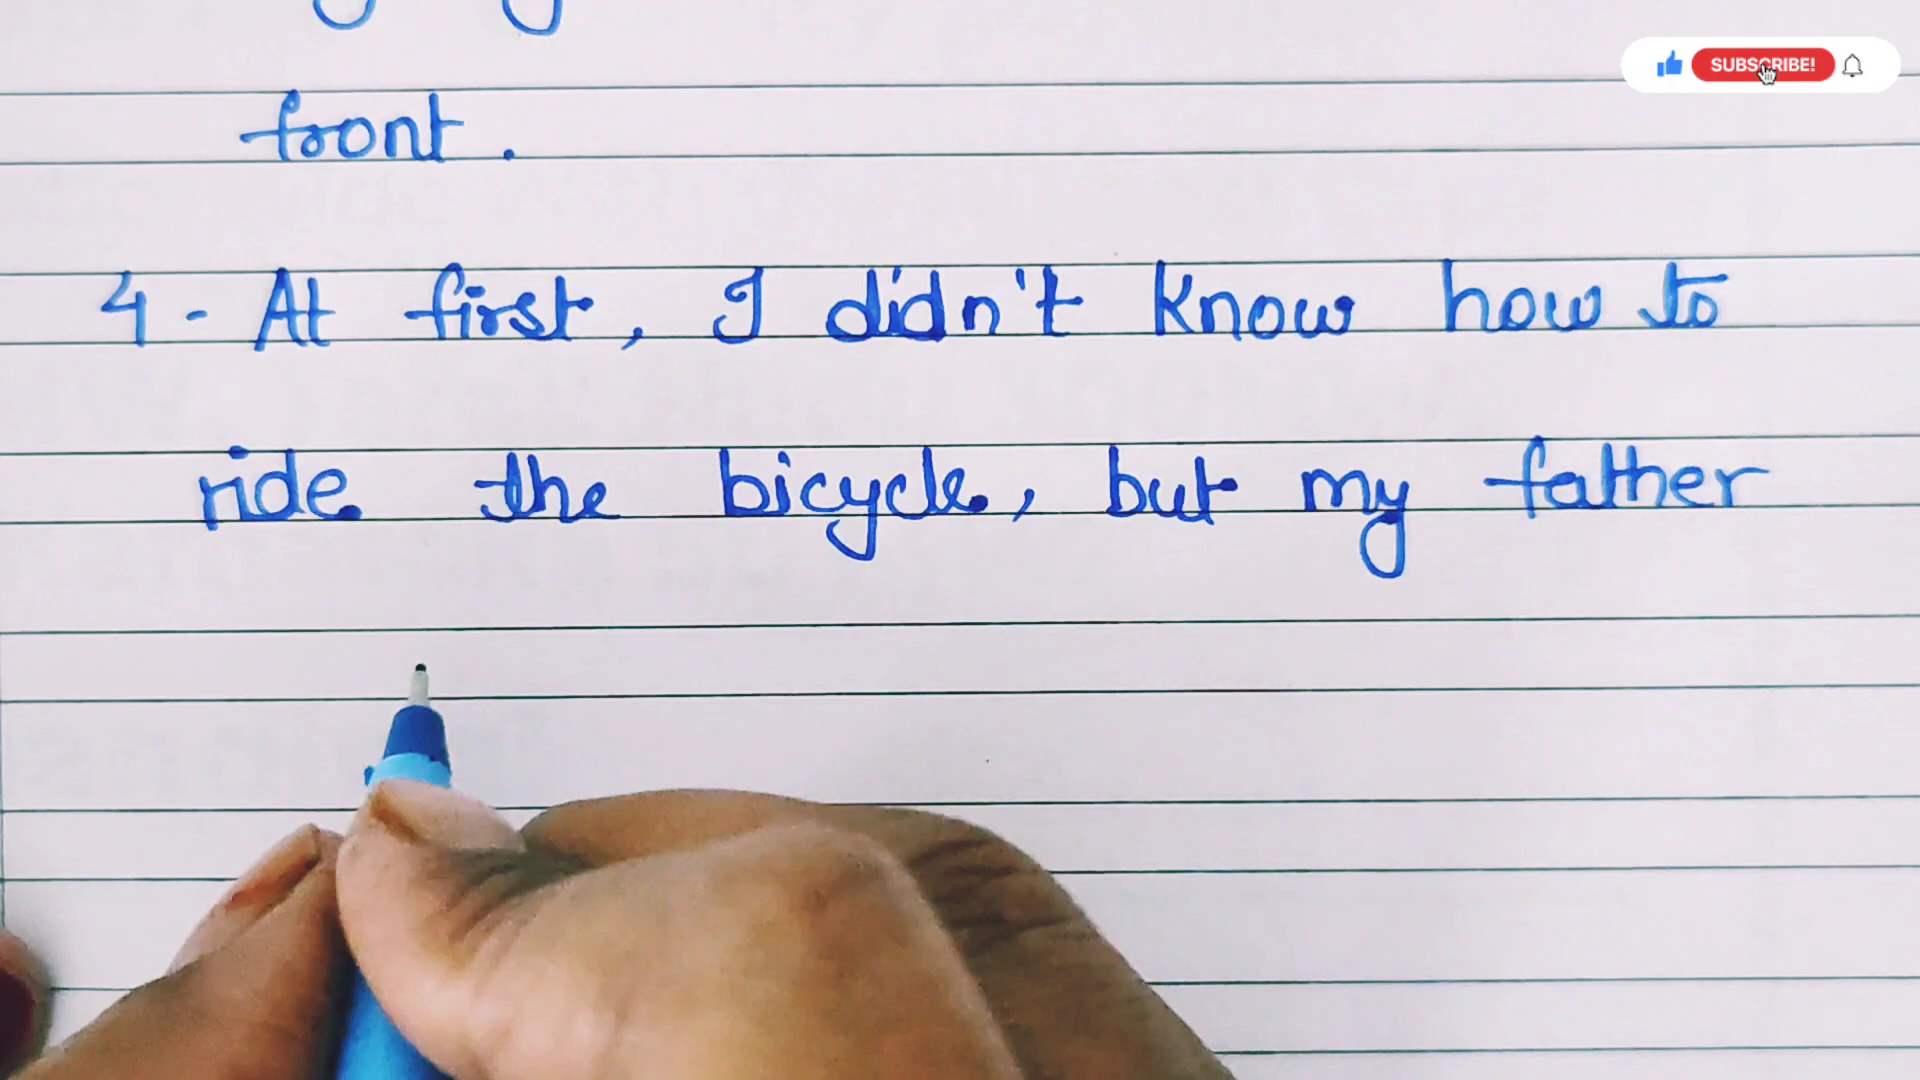 front.
4- At first, I didn't know how to
ride the bicycle, but my father
SUBSCRIBE!